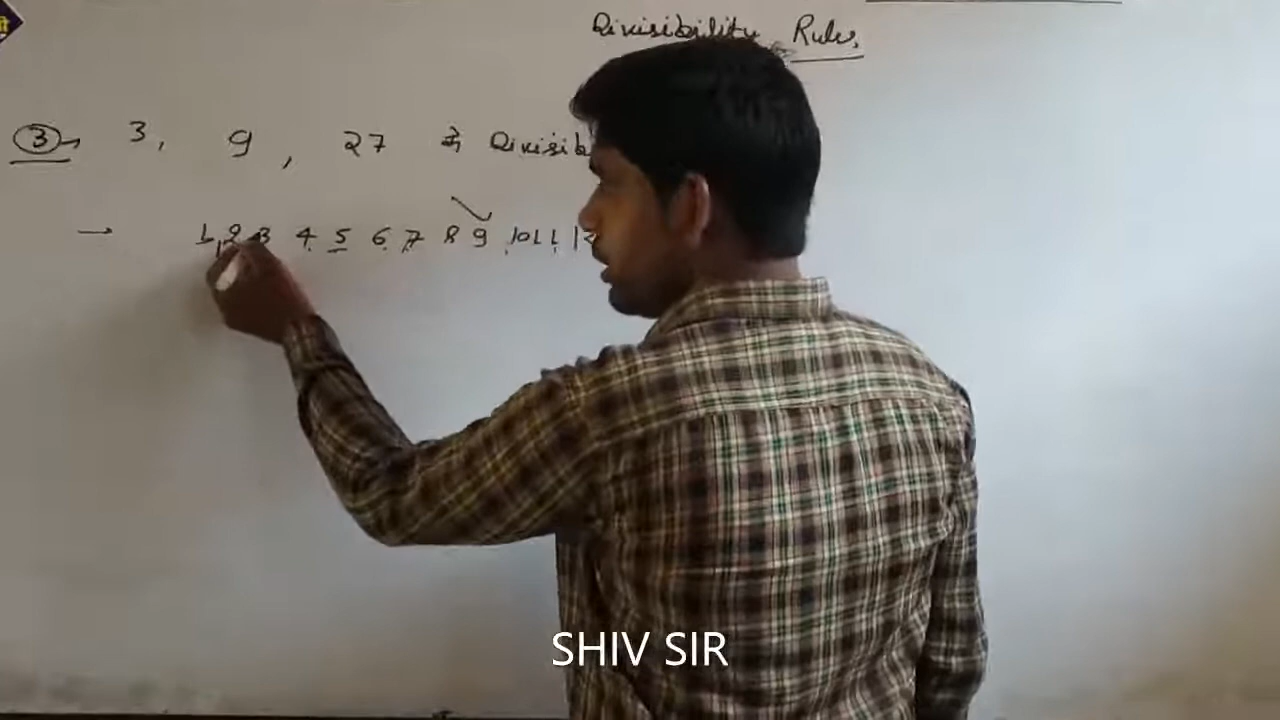 Divisibility Rules
③→ 3, 9, 27 के Divisib
→ 1 2 3 4 5 6 7 8 9 10 11 12
SHIV SIR